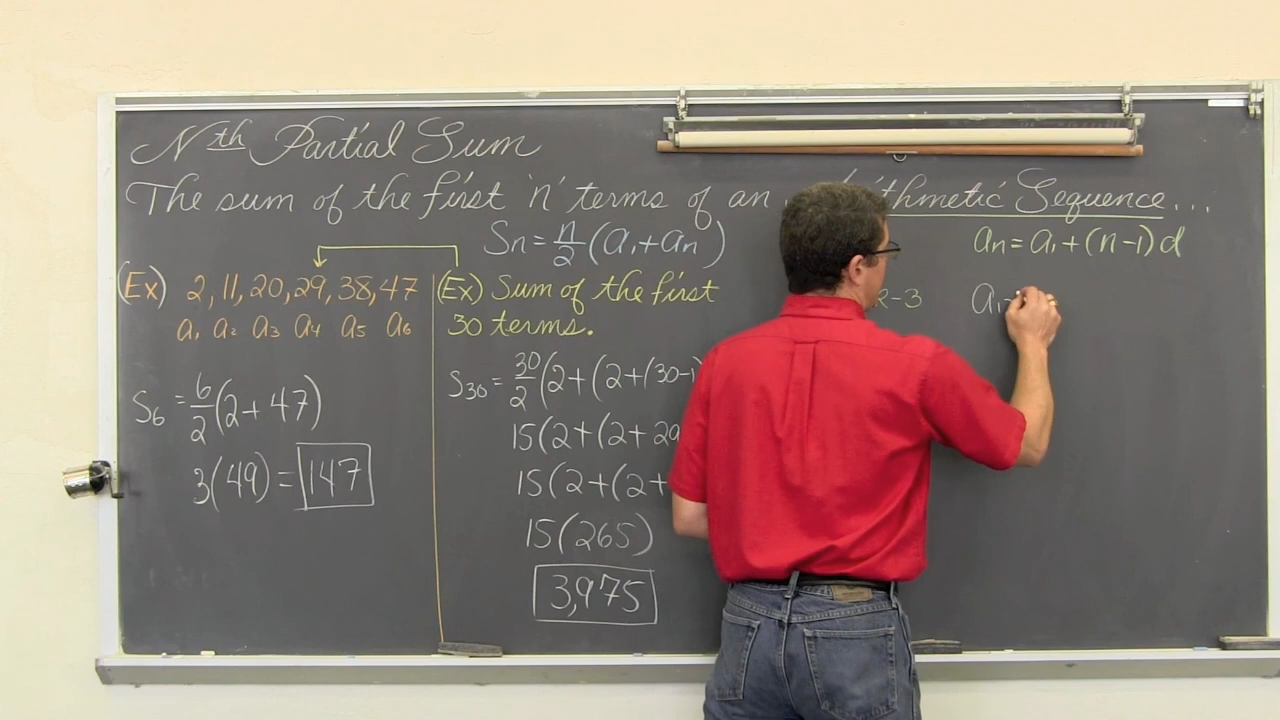 Nth Partial Sum
The sum of the first 'n' terms of an Arithmetic Sequence...
Sn = n/2 (a1 + an)
an = a1 + (n-1)d
(Ex) 2, 11, 20, 29, 38, 47
a1 a2 a3 a4 a5 a6
S6 = 6/2 (2 + 47)
3(49) = 147
(Ex) Sum of the first
30 terms.
S30 = 30/2 (2 + (2 + (30-1)
15(2 + (2 + 29
15(2 + (2 +
15(265)
3,975
-3
a1